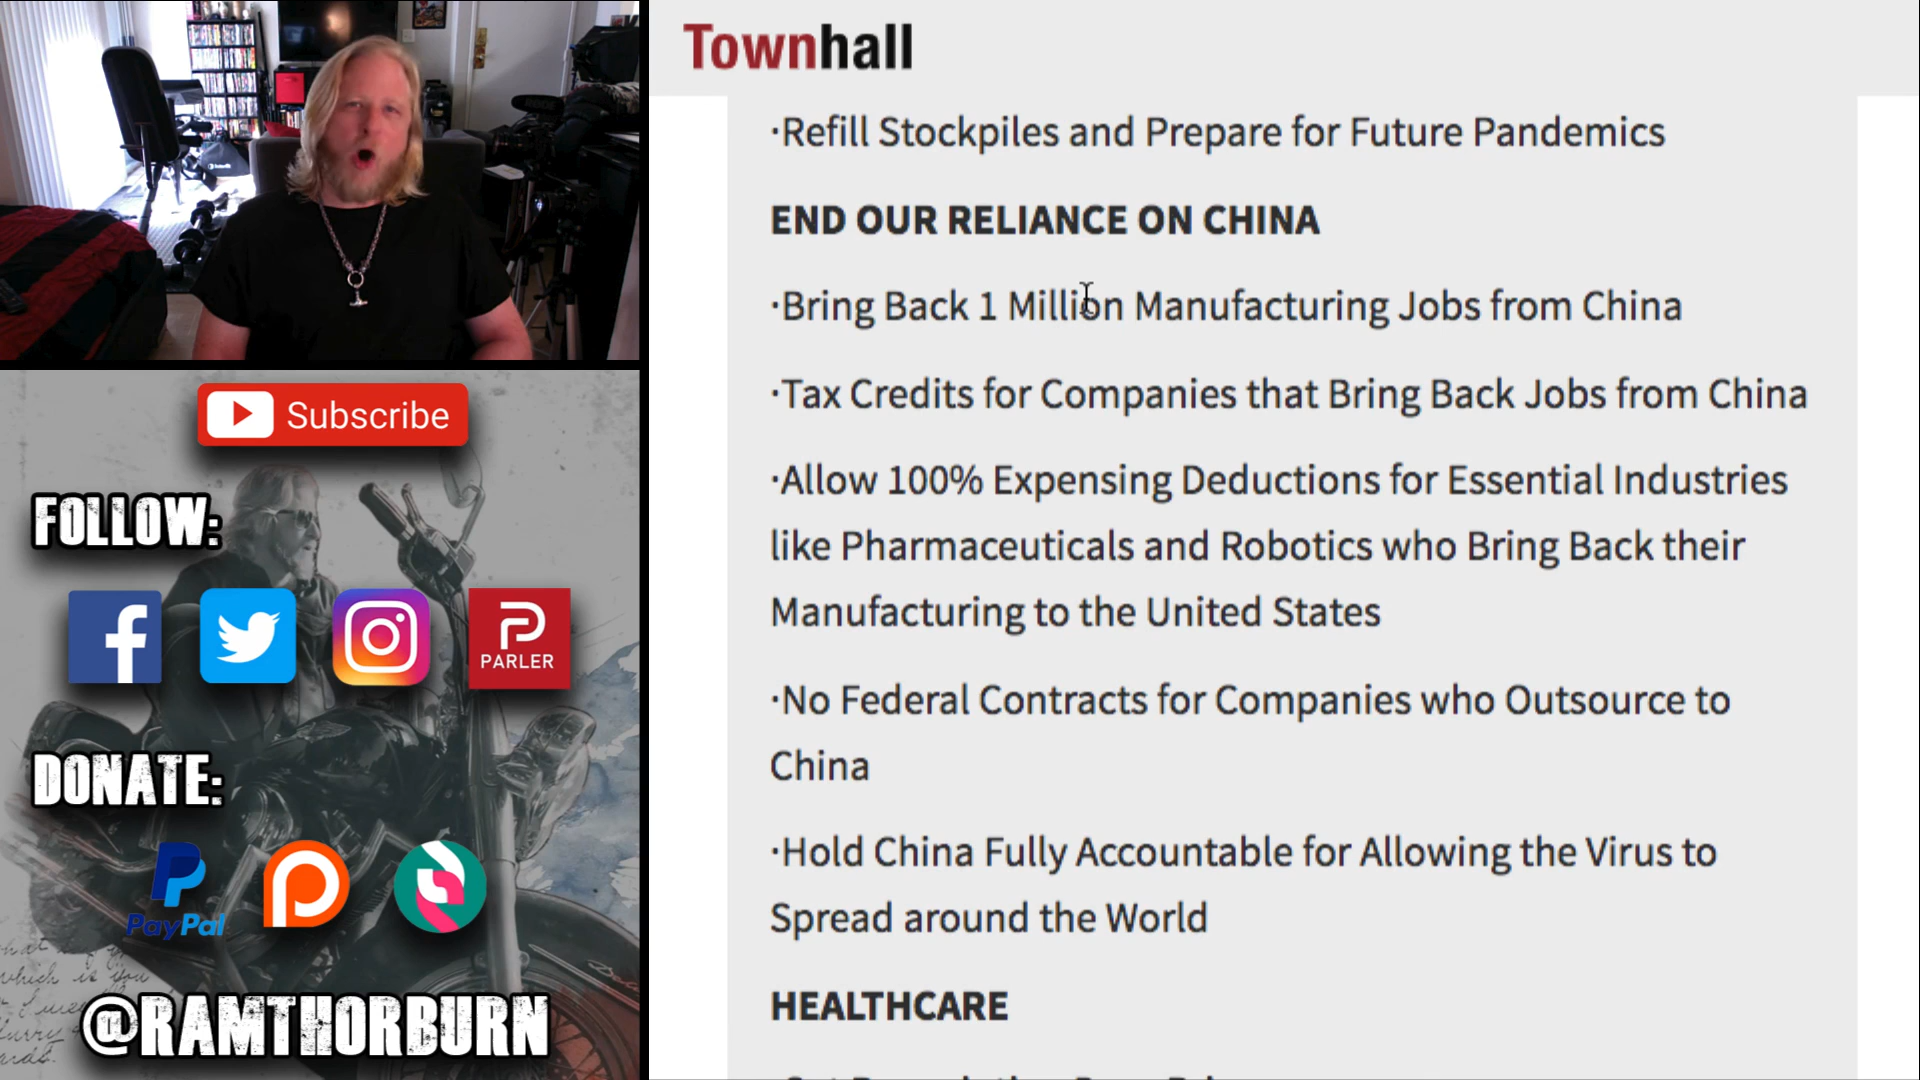 Townhall
·Refill Stockpiles and Prepare for Future Pandemics
END OUR RELIANCE ON CHINA
·Bring Back 1 Million Manufacturing Jobs from China
·Tax Credits for Companies that Bring Back Jobs from China
·Allow 100% Expensing Deductions for Essential Industries
like Pharmaceuticals and Robotics who Bring Back their
Manufacturing to the United States
·No Federal Contracts for Companies who Outsource to
China
·Hold China Fully Accountable for Allowing the Virus to
Spread around the World
HEALTHCARE
Subscribe
FOLLOW:
PARLER
DONATE:
PayPal
@RAMTHORBURN